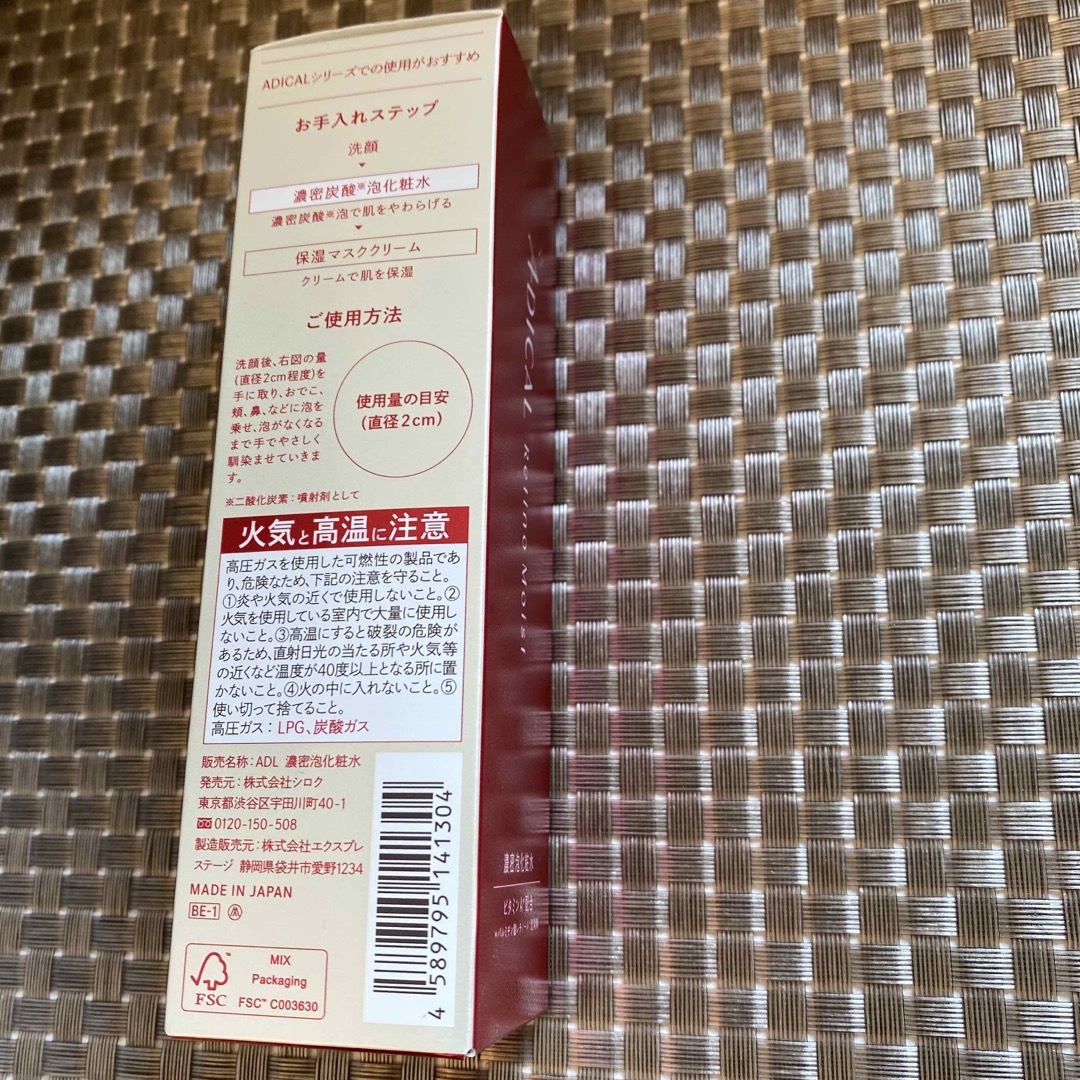 ADICALシリーズでの使用がおすすめ
お手入れステップ
洗顔
濃密炭酸※泡化粧水
濃密炭酸※泡で肌をやわらげる
保湿マスククリーム
クリームで肌を保湿
ご使用方法
洗顔後、右図の量
(直径2cm程度)を
手に取り、おでこ、
頬、鼻、などに泡を
乗せ、泡がなくなる
まで手でやさしく
馴染ませていきま
す。
使用量の目安
(直径2cm)
※二酸化炭素：噴射剤として
火気と高温に注意
高圧ガスを使用した可燃性の製品であ
り、危険なため、下記の注意を守ること。
①炎や火気の近くで使用しないこと。②
火気を使用している室内で大量に使用し
ないこと。③高温にすると破裂の危険が
あるため、直射日光の当たる所や火気等
の近くなど温度が40度以上となる所に置
かないこと。④火の中に入れないこと。⑤
使い切って捨てること。
高圧ガス：LPG、炭酸ガス
販売名称：ADL 濃密泡化粧水
発売元：株式会社シロク
東京都渋谷区宇田川町40-1
0120-150-508
製造販売元：株式会社エクスプレ
ステージ 静岡県袋井市愛野1234
MADE IN JAPAN
BE-1
FSC
MIX
Packaging
FSC™ C003630
4 589795 141304
ADICAL Retino Moist
濃密泡化粧水
ビタミンA*配合